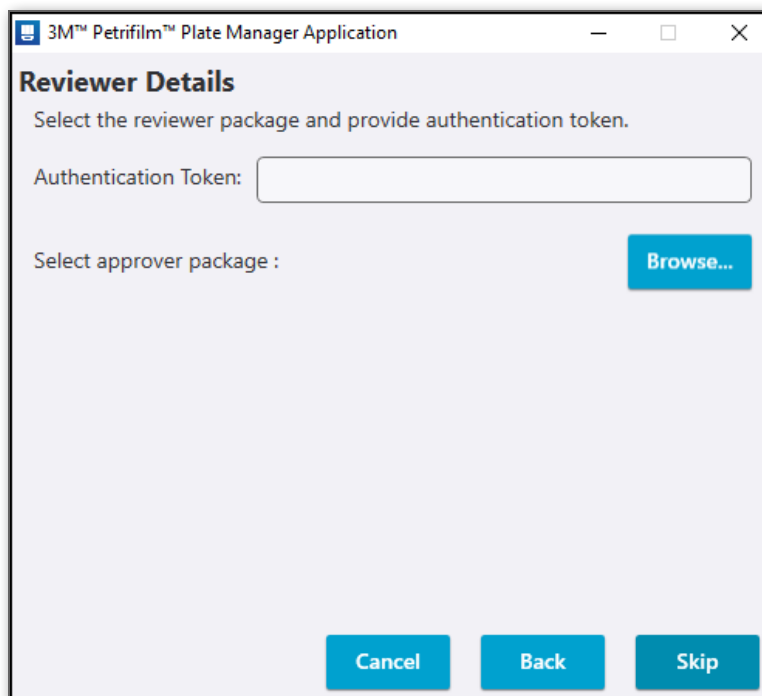 3M™ Petrifilm™ Plate Manager Application
Reviewer Details
Select the reviewer package and provide authentication token.
Authentication Token:
Select approver package :
Browse...
Cancel
Back
Skip